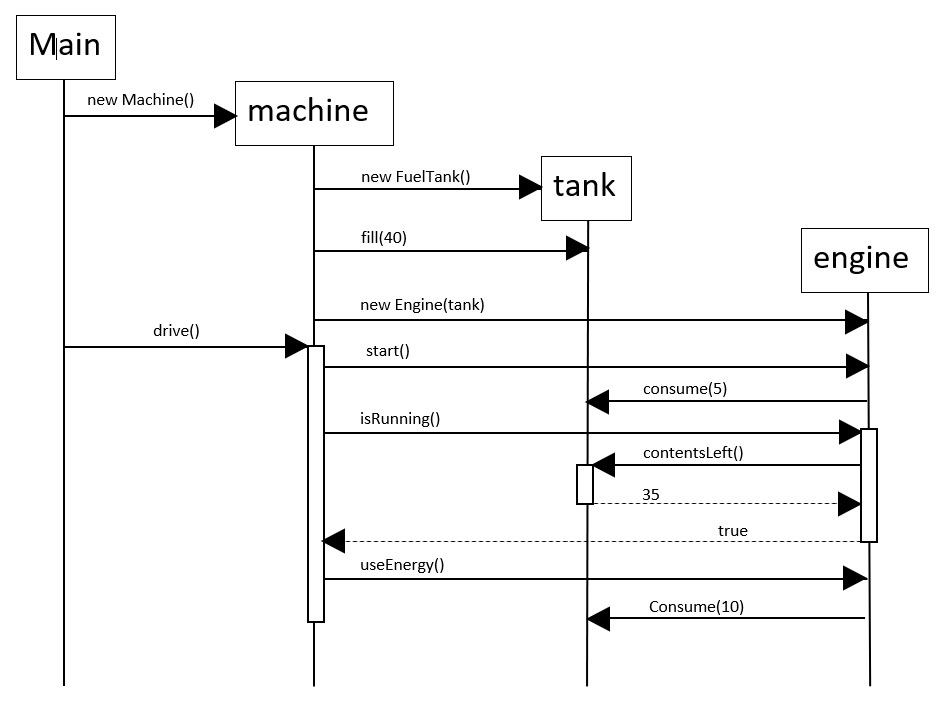 Main
new Machine()
machine
new FuelTank()
tank
fill(40)
engine
new Engine(tank)
drive()
start()
consume(5)
isRunning()
contentsLeft()
35
true
useEnergy()
Consume(10)